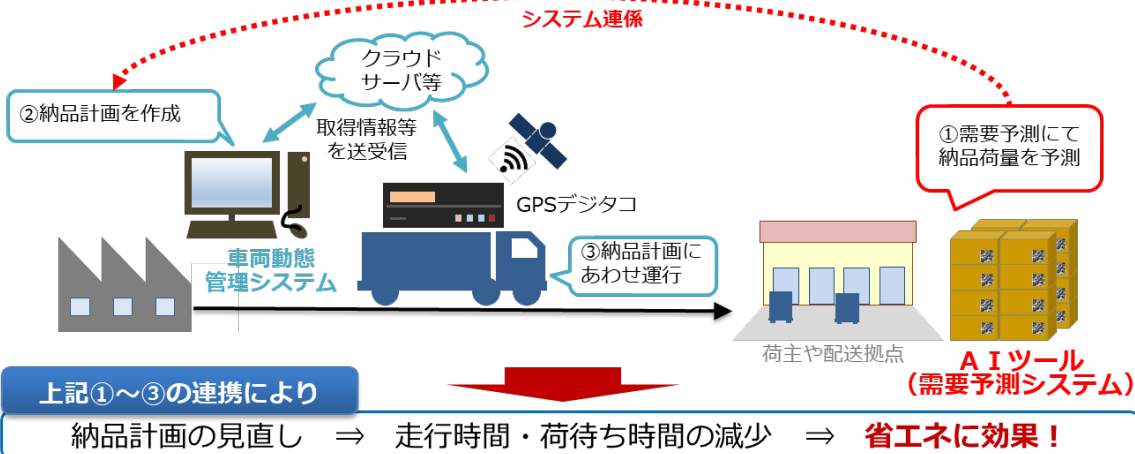 システム連係
クラウド
サーバ等
②納品計画を作成
取得情報等
を送受信
①需要予測にて
納品荷量を予測
GPSデジタコ
車両動態
管理システム
③納品計画に
あわせ運行
荷主や配送拠点
ＡＩツール
（需要予測システム）
上記①～③の連携により
納品計画の見直し　⇒　走行時間・荷待ち時間の減少　⇒　省エネに効果！